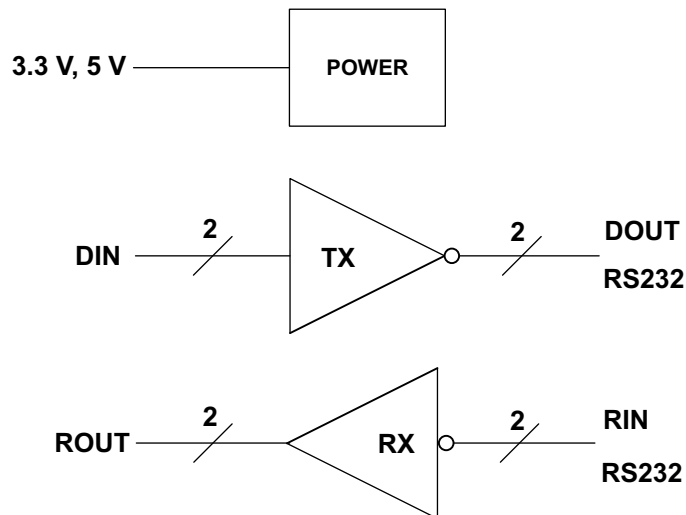 3.3 V, 5 V
POWER
DIN
2
TX
2
DOUT
RS232
ROUT
2
RX
2
RIN
RS232